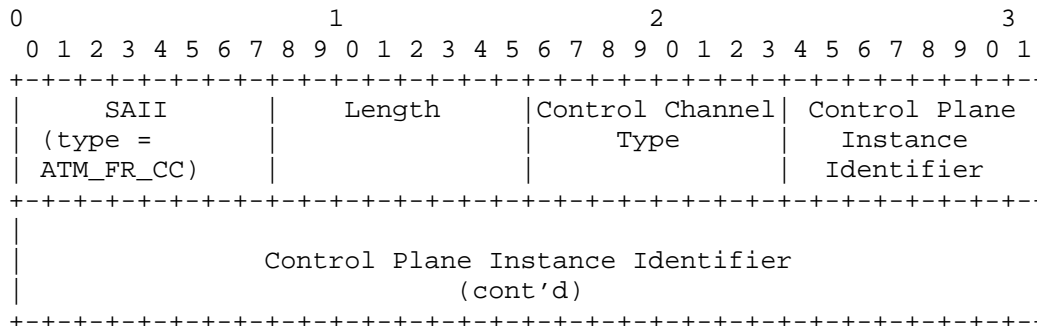 0                   1                   2                   3
 0 1 2 3 4 5 6 7 8 9 0 1 2 3 4 5 6 7 8 9 0 1 2 3 4 5 6 7 8 9 0 1
+-+-+-+-+-+-+-+-+-+-+-+-+-+-+-+-+-+-+-+-+-+-+-+-+-+-+-+-+-+-+-+-
|     SAII      |    Length     |Control Channel| Control Plane
| (type =       |               |     Type      |   Instance
| ATM_FR_CC)    |               |               |  Identifier
+-+-+-+-+-+-+-+-+-+-+-+-+-+-+-+-+-+-+-+-+-+-+-+-+-+-+-+-+-+-+-+-
|
|               Control Plane Instance Identifier
|                           (cont’d)
+-+-+-+-+-+-+-+-+-+-+-+-+-+-+-+-+-+-+-+-+-+-+-+-+-+-+-+-+-+-+-+-